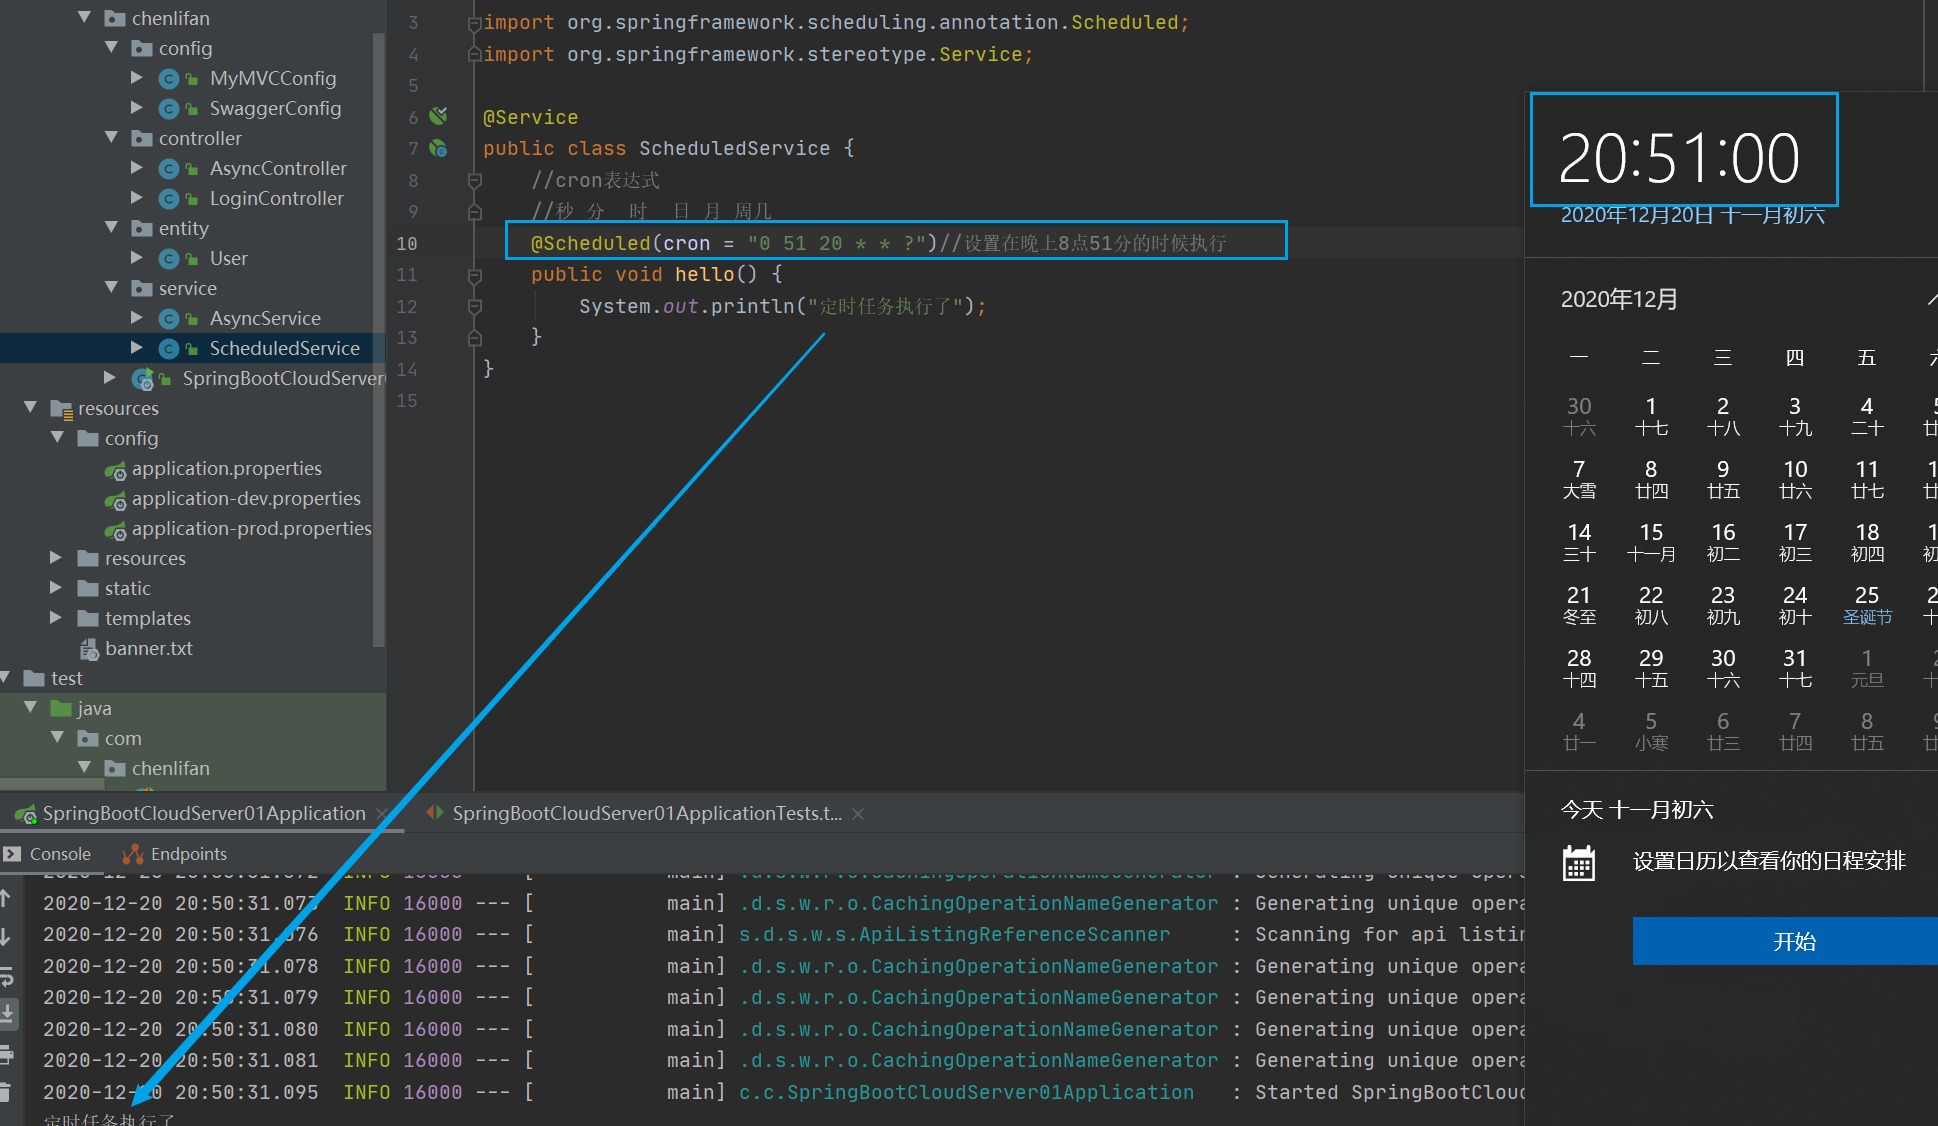 chenlifan
config
MyMVCConfig
SwaggerConfig
controller
AsyncController
LoginController
entity
User
service
AsyncService
ScheduledService
SpringBootCloudServer
resources
config
application.properties
application-dev.properties
application-prod.properties
resources
static
templates
banner.txt
test
java
com
chenlifan
3 import org.springframework.scheduling.annotation.Scheduled;
4 import org.springframework.stereotype.Service;
5
6 @Service
7 public class ScheduledService {
8 //cron表达式
9 //秒 分 时 日 月 周几
10 @Scheduled(cron = "0 51 20 * * ?")//设置在晚上8点51分的时候执行
11 public void hello() {
12 System.out.println("定时任务执行了");
13 }
14 }
15
20:51:00
2020年12月20日 十一月初六
2020年12月
一 二 三 四 五
30 1 2 3 4
十六 十七 十八 十九 二十
7 8 9 10 11
大雪 廿四 廿五 廿六 廿七
14 15 16 17 18
三十 十一月 初二 初三 初四
21 22 23 24 25
冬至 初八 初九 初十 圣诞节
28 29 30 31 1
十四 十五 十六 十七 元旦
4 5 6 7 8
廿一 小寒 廿三 廿四 廿五
今天 十一月初六
设置日历以查看你的日程安排
开始
SpringBootCloudServer01Application SpringBootCloudServer01ApplicationTests.t...
Console Endpoints
2020-12-20 20:50:31.072 INFO 16000 --- [ main] .d.s.w.r.o.CachingOperationNameGenerator : Generating unique opera
2020-12-20 20:50:31.073 INFO 16000 --- [ main] .d.s.w.r.o.CachingOperationNameGenerator : Generating unique opera
2020-12-20 20:50:31.076 INFO 16000 --- [ main] s.d.s.w.s.ApiListingReferenceScanner : Scanning for api listin
2020-12-20 20:50:31.078 INFO 16000 --- [ main] .d.s.w.r.o.CachingOperationNameGenerator : Generating unique opera
2020-12-20 20:50:31.079 INFO 16000 --- [ main] .d.s.w.r.o.CachingOperationNameGenerator : Generating unique opera
2020-12-20 20:50:31.080 INFO 16000 --- [ main] .d.s.w.r.o.CachingOperationNameGenerator : Generating unique opera
2020-12-20 20:50:31.081 INFO 16000 --- [ main] .d.s.w.r.o.CachingOperationNameGenerator : Generating unique opera
2020-12-20 20:50:31.095 INFO 16000 --- [ main] c.c.SpringBootCloudServer01Application : Started SpringBootCloud
定时任务执行了